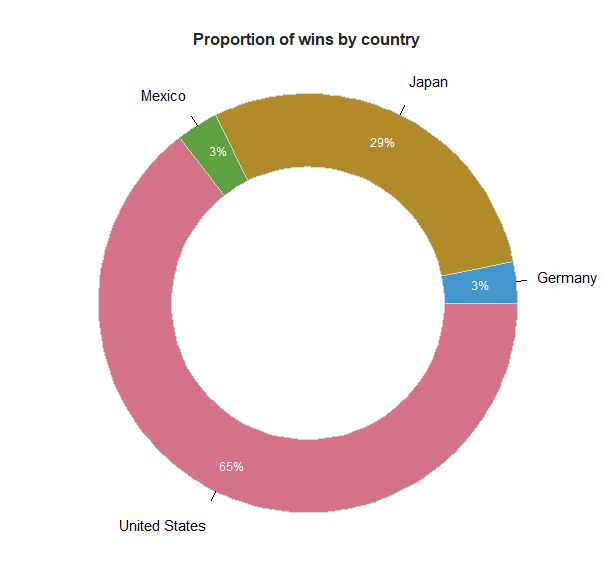 Proportion of wins by country
Japan
Mexico
29%
3%
Germany
3%
65%
United States